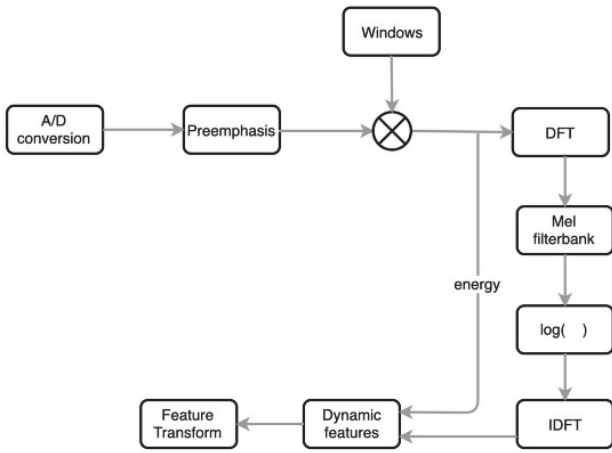 Windows
A/D
conversion
Preemphasis
DFT
Mel
filterbank
energy
log( )
Feature
Transform
Dynamic
features
IDFT